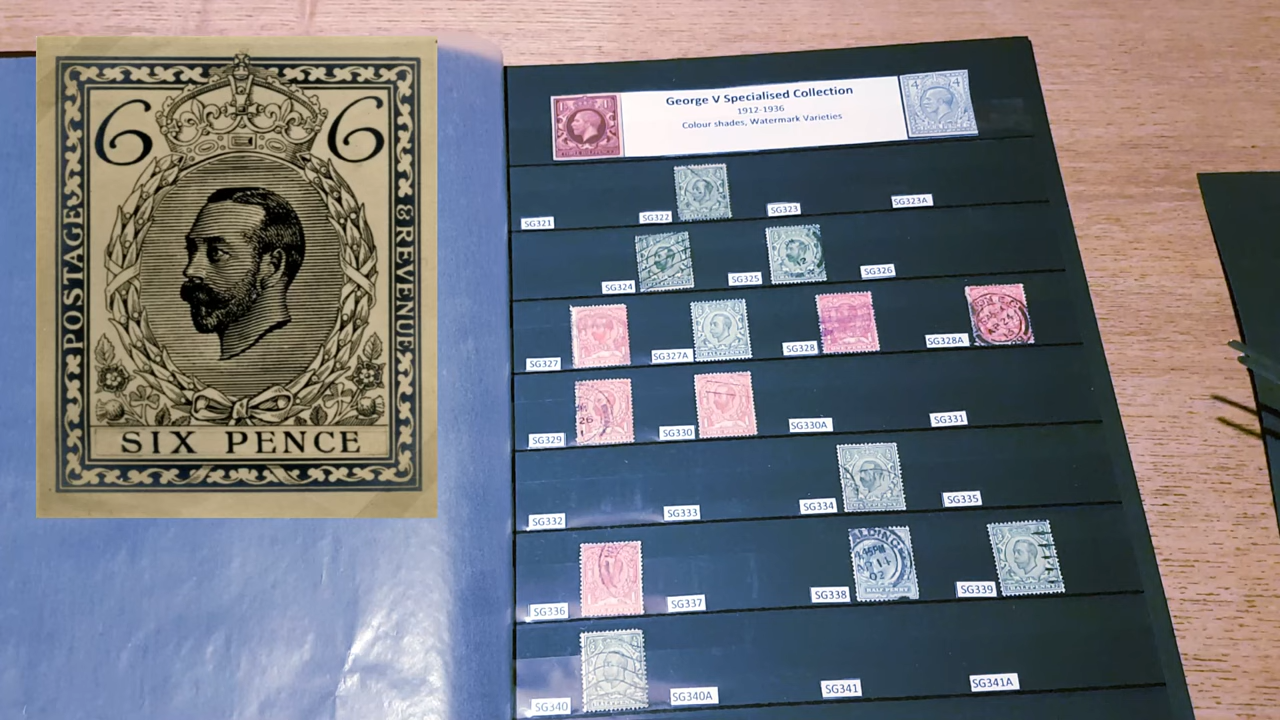 6 6
POSTAGE
& REVENUE
SIX PENCE
George V Specialised Collection
1912-1936
Colour shades, Watermark Varieties
SG321 SG322 SG323 SG323A
SG324 SG325 SG326
SG327 SG327A SG328 SG328A
SG329 SG330 SG330A SG331
SG332 SG333 SG334 SG335
SG336 SG337 SG338 SG339
HALF PENNY
SG340 SG340A SG341 SG341A